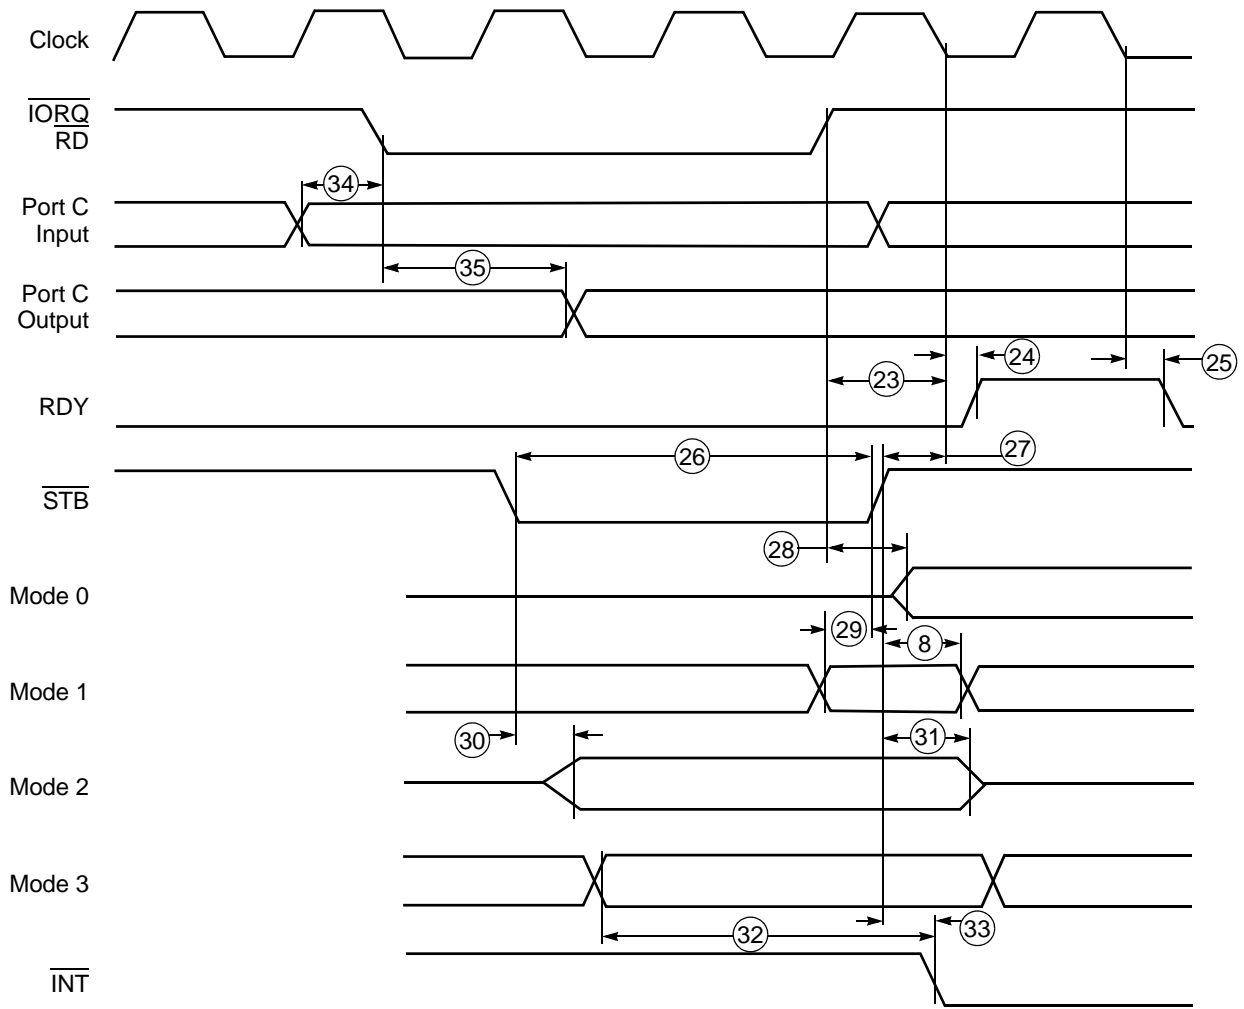 Clock
IORQ
RD
34
Port C
Input
35
Port C
Output
24
25
23
RDY
26
27
STB
28
Mode 0
29
8
Mode 1
30
31
Mode 2
Mode 3
32
33
INT